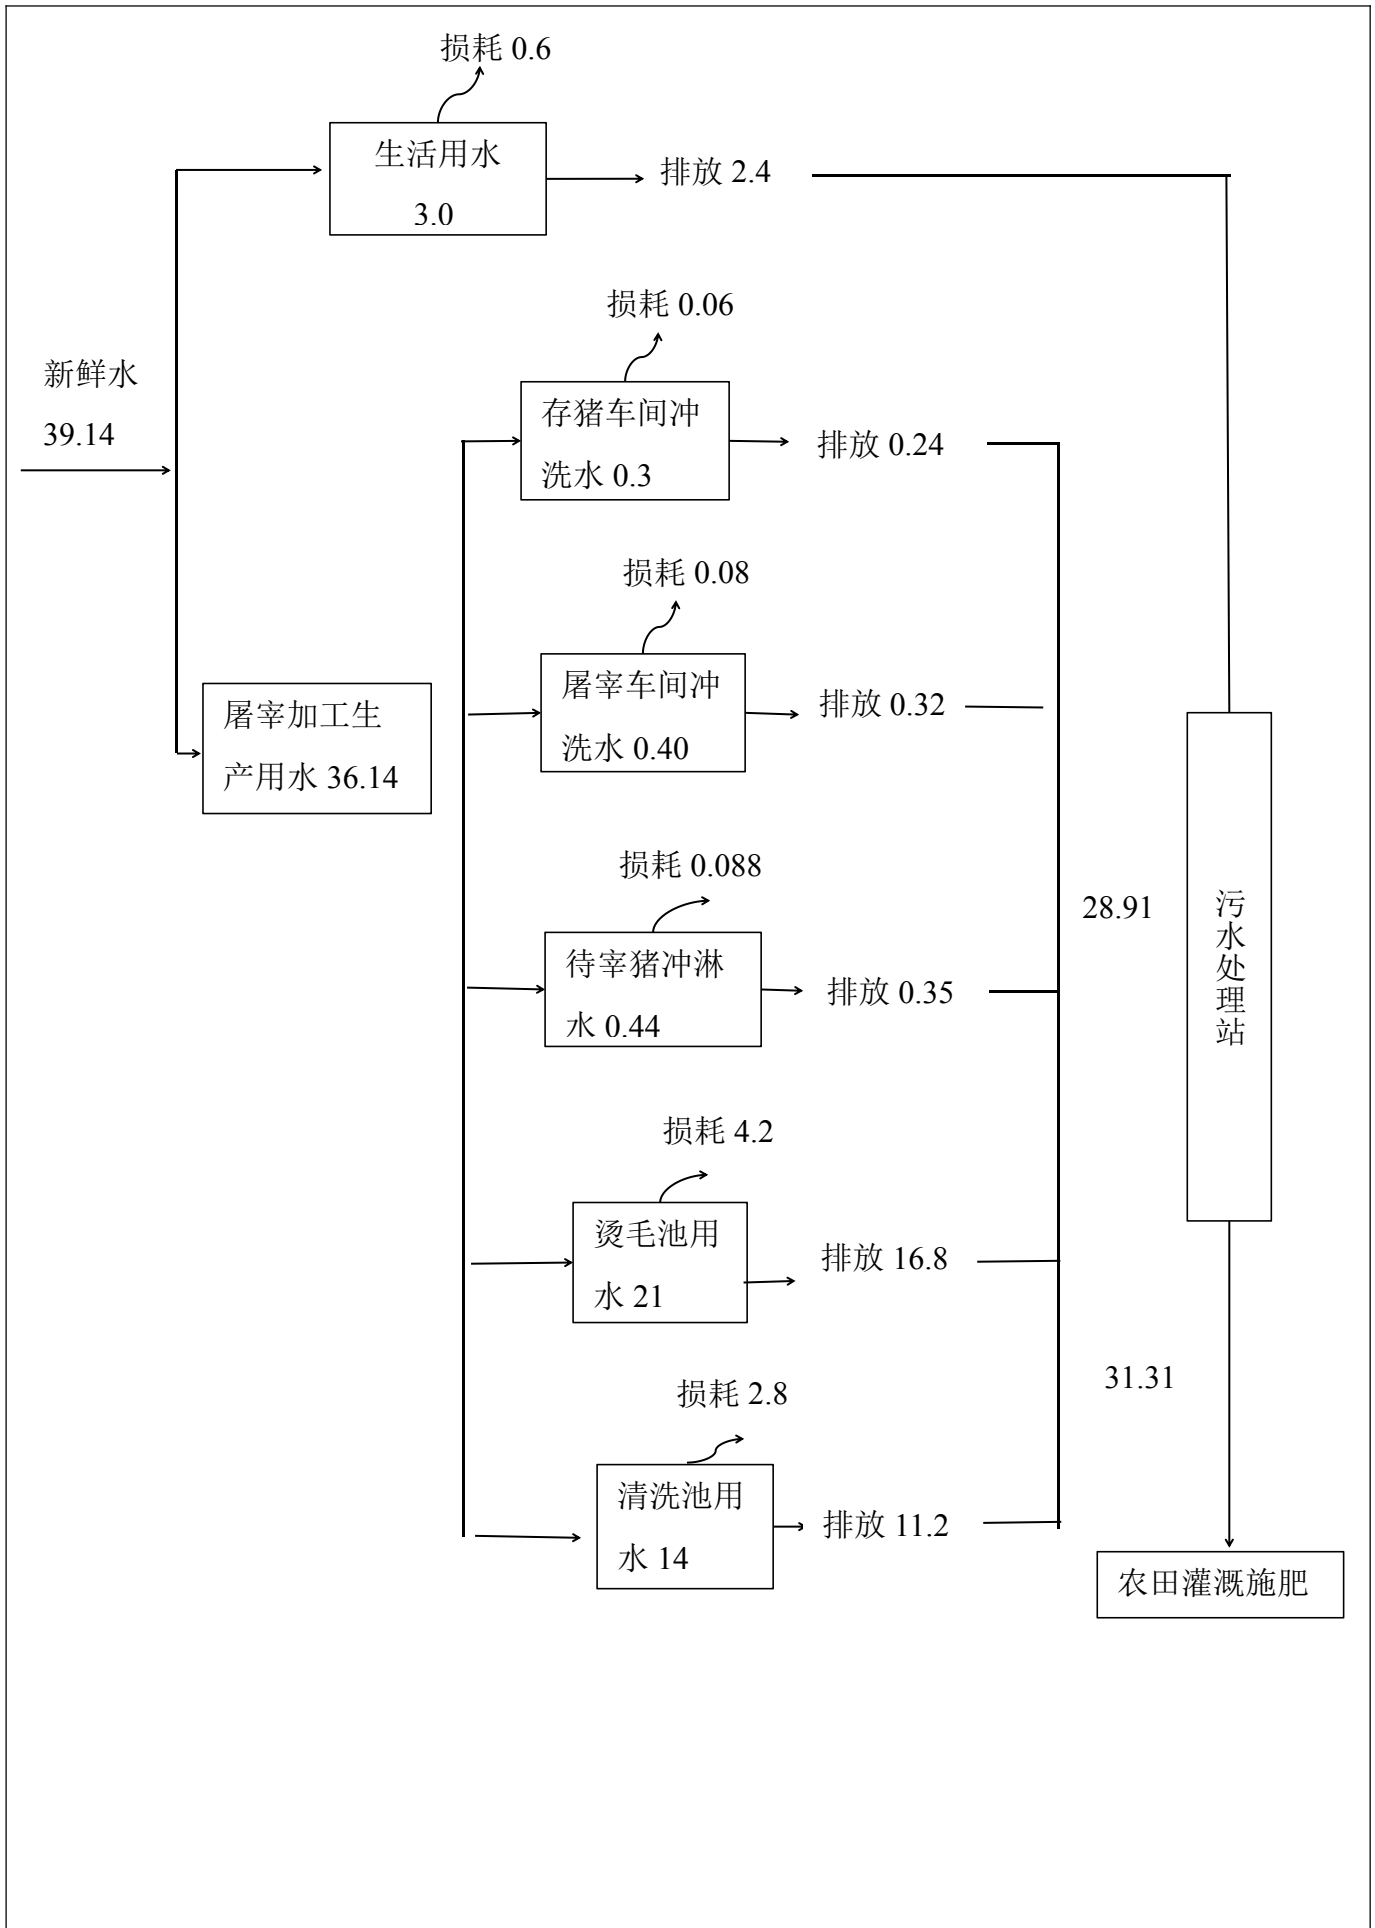 损耗 0.6
生活用水
3.0
排放 2.4
损耗 0.06
新鲜水
39.14
存猪车间冲
洗水 0.3
排放 0.24
损耗 0.08
屠宰车间冲
洗水 0.40
排放 0.32
屠宰加工生
产用水 36.14
损耗 0.088
待宰猪冲淋
水 0.44
排放 0.35
28.91
污水处理站
损耗 4.2
烫毛池用
水 21
排放 16.8
31.31
损耗 2.8
清洗池用
水 14
排放 11.2
农田灌溉施肥